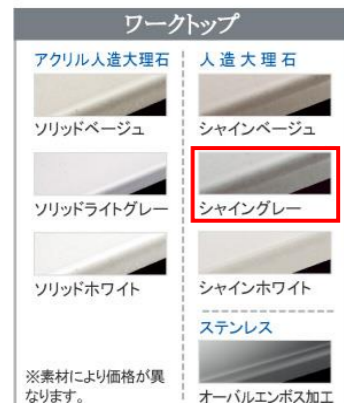 ワークトップ
アクリル人造大理石
ソリッドベージュ
ソリッドライトグレー
ソリッドホワイト
※素材により価格が異
なります。
人造大理石
シャインベージュ
シャイングレー
シャインホワイト
ステンレス
オーバルエンボス加工